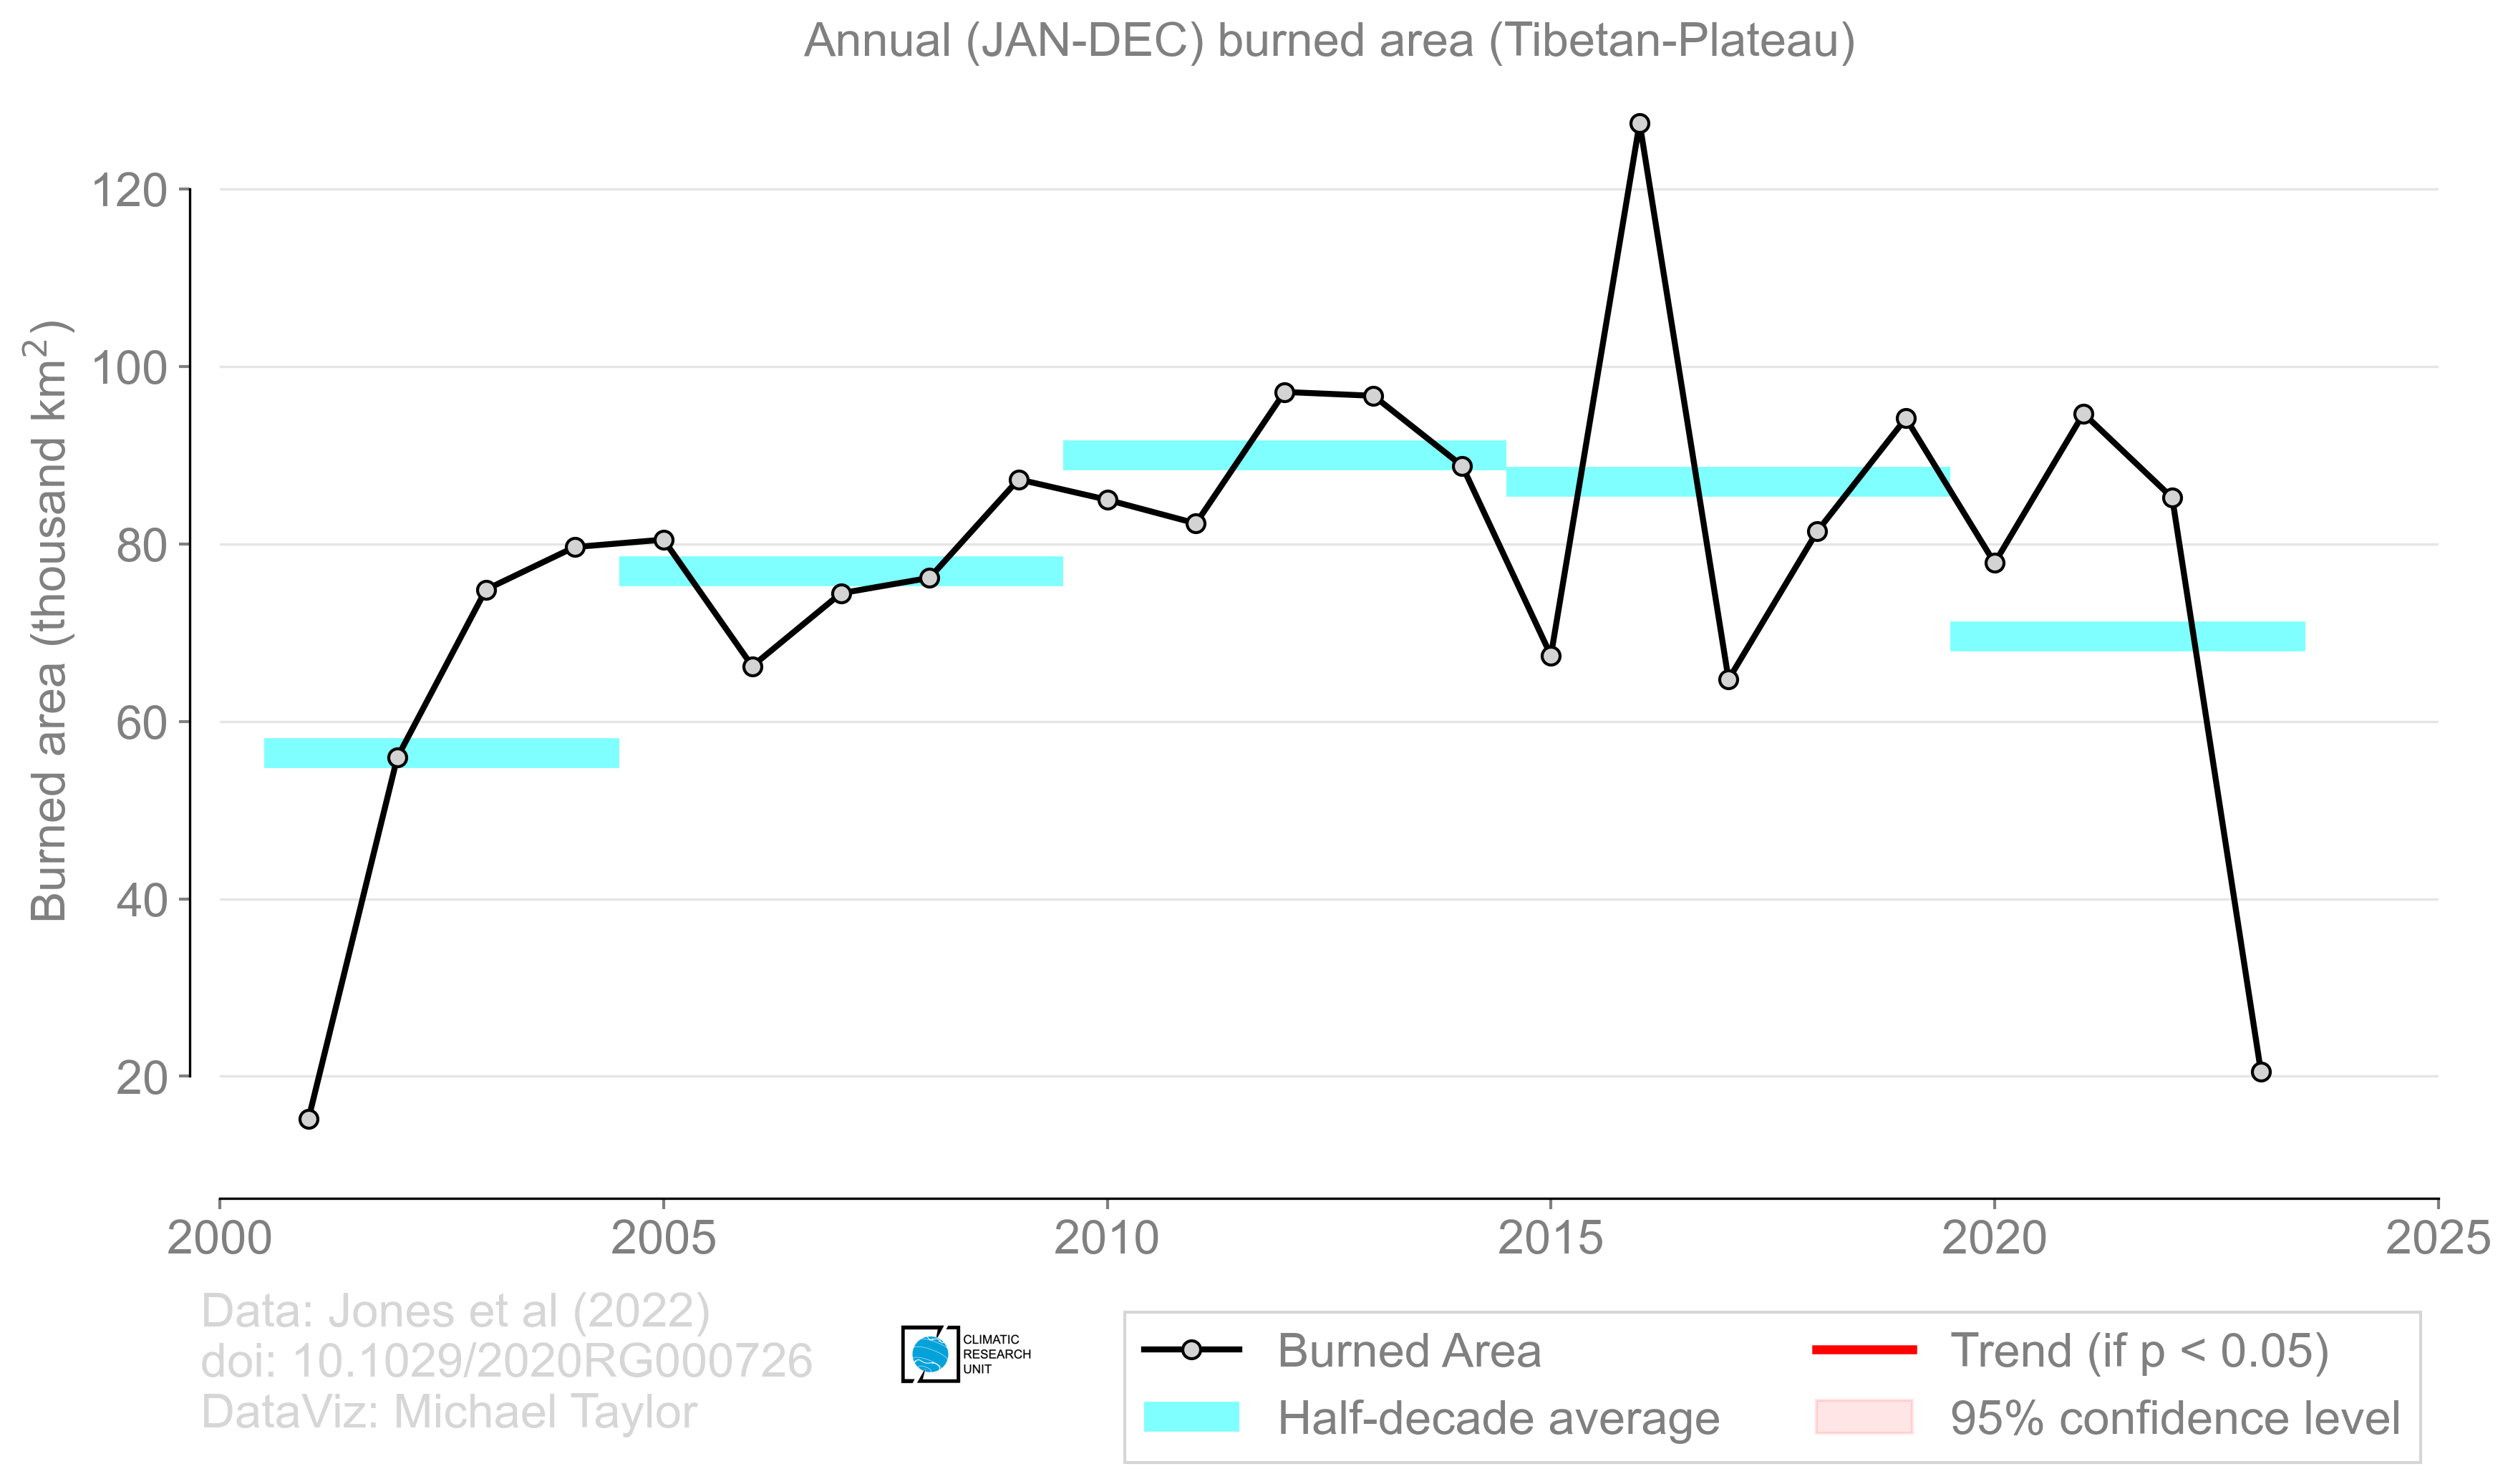 Annual (JAN-DEC) burned area (Tibetan-Plateau)
Burned area (thousand km²)
120
100
80
60
40
20
2000 2005 2010 2015 2020 2025
Data: Jones et al (2022)
doi: 10.1029/2020RG000726
DataViz: Michael Taylor
CLIMATIC
RESEARCH
UNIT
Burned Area
Half-decade average
Trend (if p < 0.05)
95% confidence level